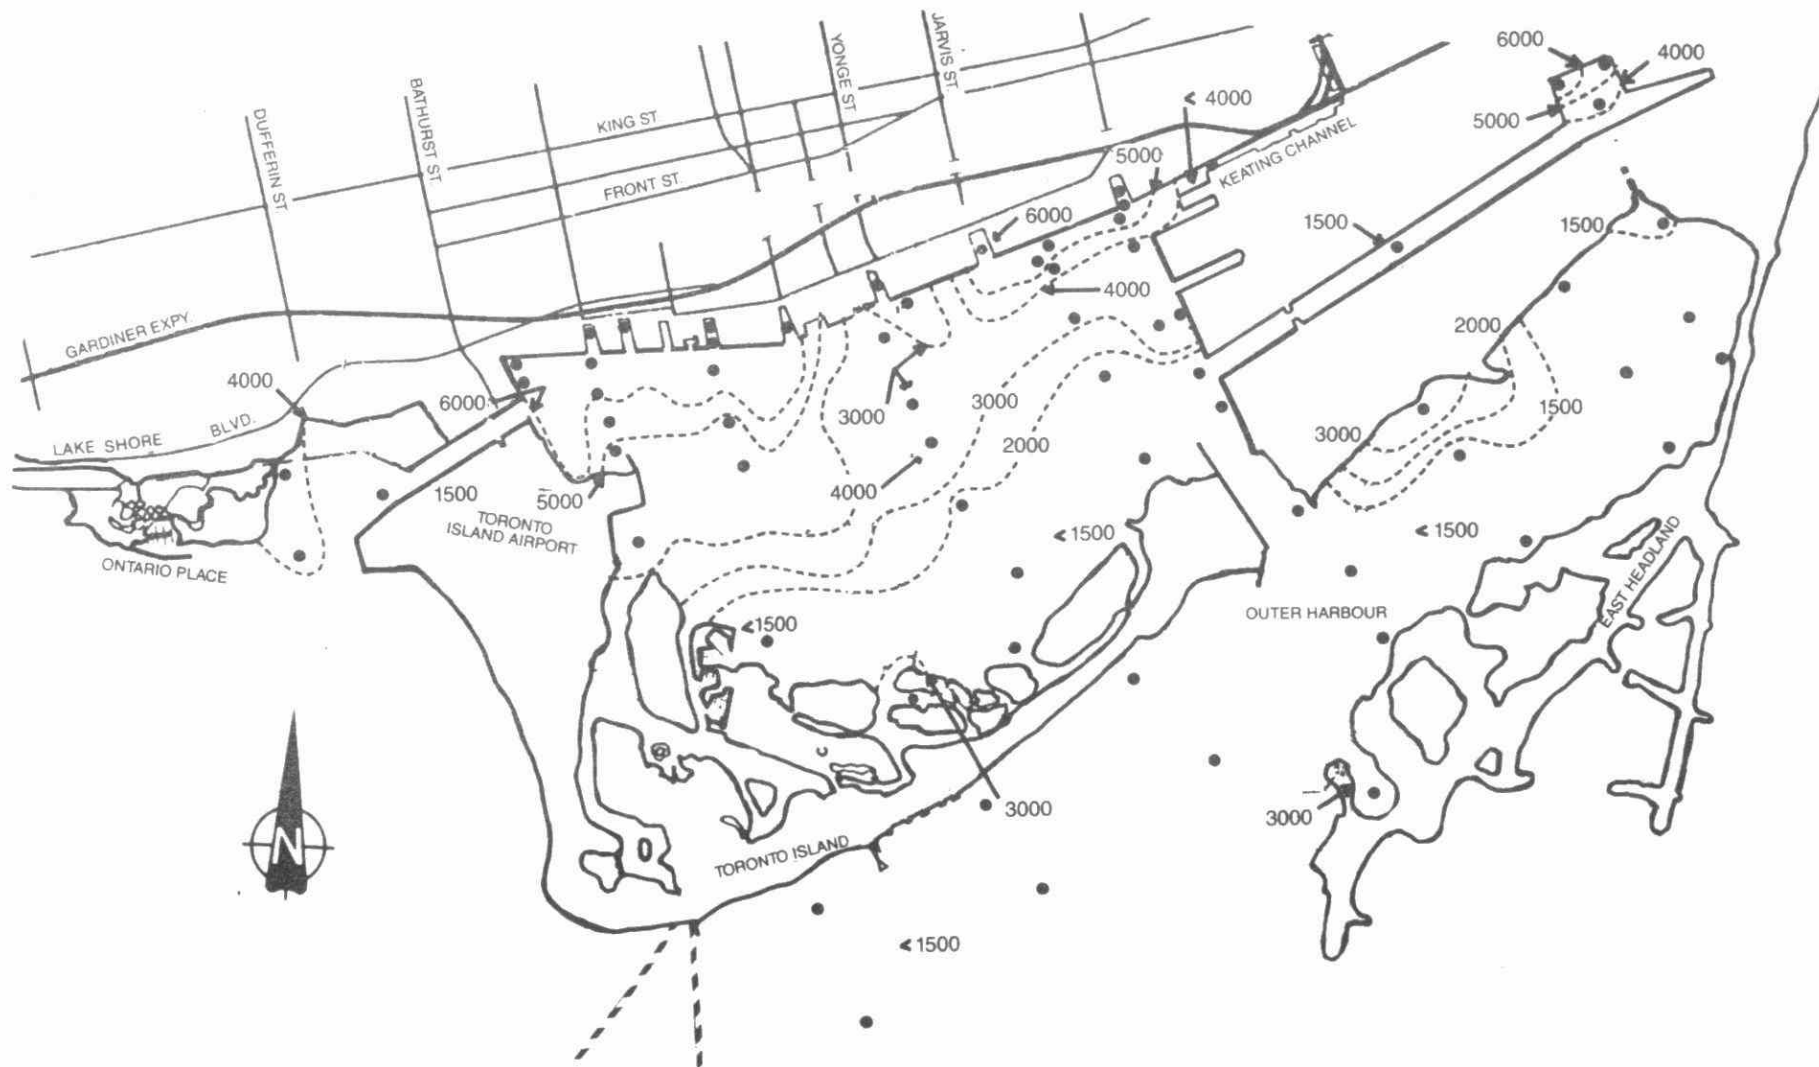 JARVIS ST.
YONGE ST
6000
4000
BATHURST ST
DUFFERIN ST.
KING ST
< 4000
5000
5000
KEATING CHANNEL
FRONT ST.
6000
1500
1500
4000
GARDINER EXPY.
2000
4000
6000
3000
3000
1500
3000
LAKE SHORE
BLVD.
2000
4000
1500
5000
< 1500
< 1500
TORONTO
ISLAND AIRPORT
ONTARIO PLACE
EAST HEADLAND
OUTER HARBOUR
<1500
3000
3000
TORONTO ISLAND
N
< 1500